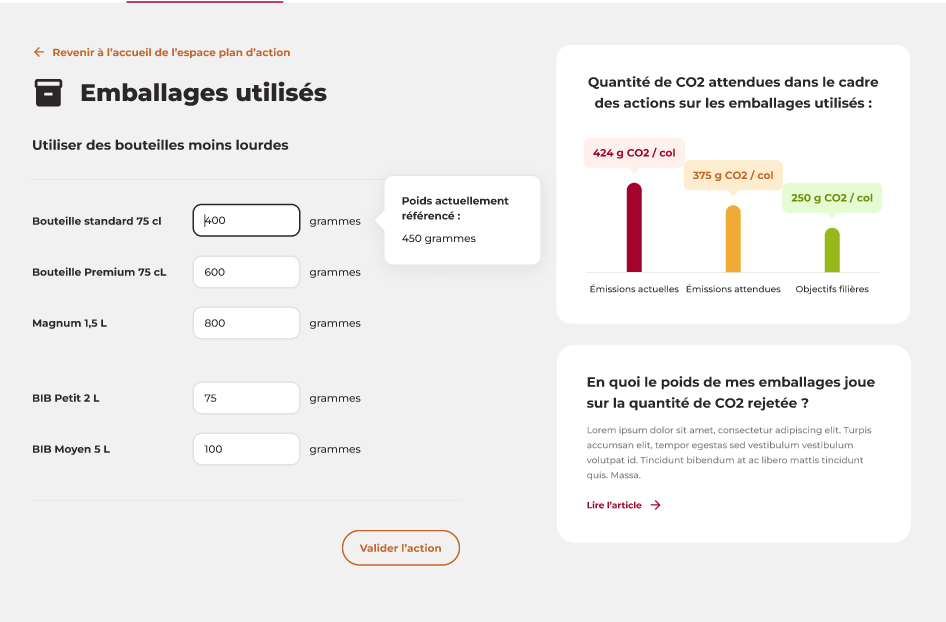 Revenir à l'accueil de l'espace plan d'action
Emballages utilisés
Utiliser des bouteilles moins lourdes
Bouteille standard 75 cl
400
grammes
Poids actuellement
référencé :
450 grammes
Bouteille Premium 75 cL
600
grammes
Magnum 1,5 L
800
grammes
BIB Petit 2 L
75
grammes
BIB Moyen 5 L
100
grammes
Valider l'action
Quantité de CO2 attendues dans le cadre
des actions sur les emballages utilisés :
424 g CO2 / col
375 g CO2 / col
250 g CO2 / col
Émissions actuelles
Émissions attendues
Objectifs filières
En quoi le poids de mes emballages joue
sur la quantité de CO2 rejetée ?
Lorem ipsum dolor sit amet, consectetur adipiscing elit. Turpis
accumsan elit, tempor egestas sed vestibulum vestibulum
volutpat id. Tincidunt bibendum at ac libero mattis tincidunt
quis. Massa.
Lire l'article